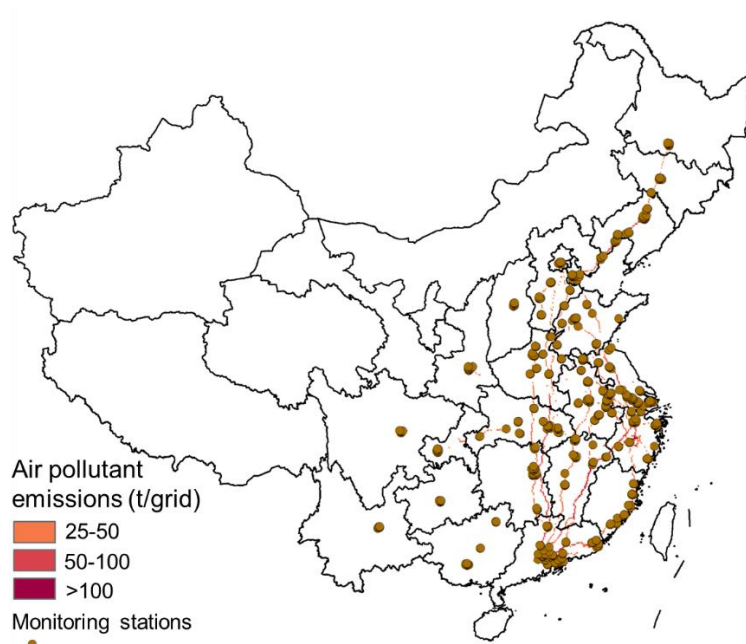 Air pollutant
emissions (t/grid)
25-50
50-100
>100
Monitoring stations